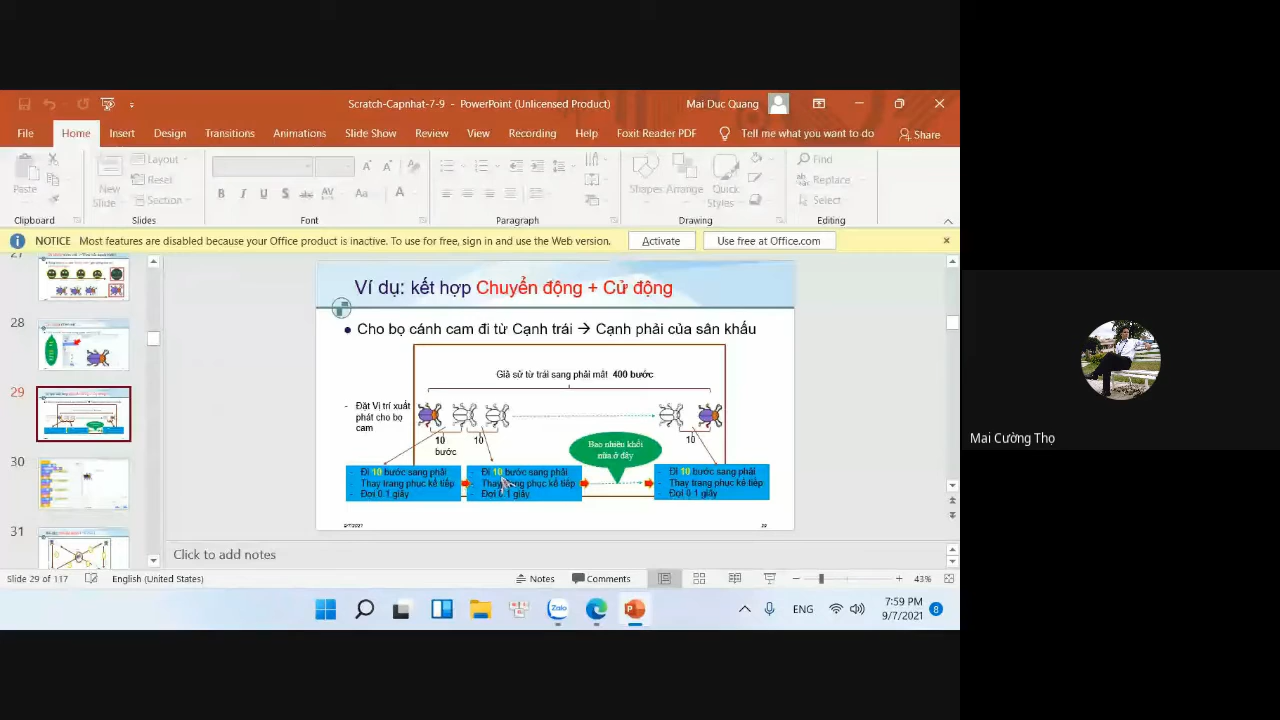 Scratch-Capnhat-7-9 - PowerPoint (Unlicensed Product)
Mai Duc Quang
File Home Insert Design Transitions Animations Slide Show Review View Recording Help Foxit Reader PDF Tell me what you want to do Share
Paste
New Slide
Layout
Reset
Section
B I U S abc AV Aa A
Shapes Arrange Quick Styles
Find
Replace
Select
Clipboard Slides Font Paragraph Drawing Editing
NOTICE Most features are disabled because your Office product is inactive. To use for free, sign in and use the Web version. Activate Use free at Office.com
27
28
29
30
31
Ví dụ: kết hợp Chuyển động + Cử động
Cho bọ cánh cam đi từ Cạnh trái → Cạnh phải của sân khấu
Giả sử từ trái sang phải mất 400 bước
- Đặt Vị trí xuất phát cho bọ cam
10 bước
10
10
Bao nhiêu khối nữa ở đây
- Đi 10 bước sang phải
- Thay trang phục kế tiếp
- Đợi 0.1 giây
- Đi 10 bước sang phải
- Thay trang phục kế tiếp
- Đợi 0.1 giây
- Đi 10 bước sang phải
- Thay trang phục kế tiếp
- Đợi 0.1 giây
9/7/2021
29
Click to add notes
Slide 29 of 117 English (United States) Notes Comments 43%
Zalo
ENG
7:59 PM
9/7/2021
8
Mai Cường Thọ